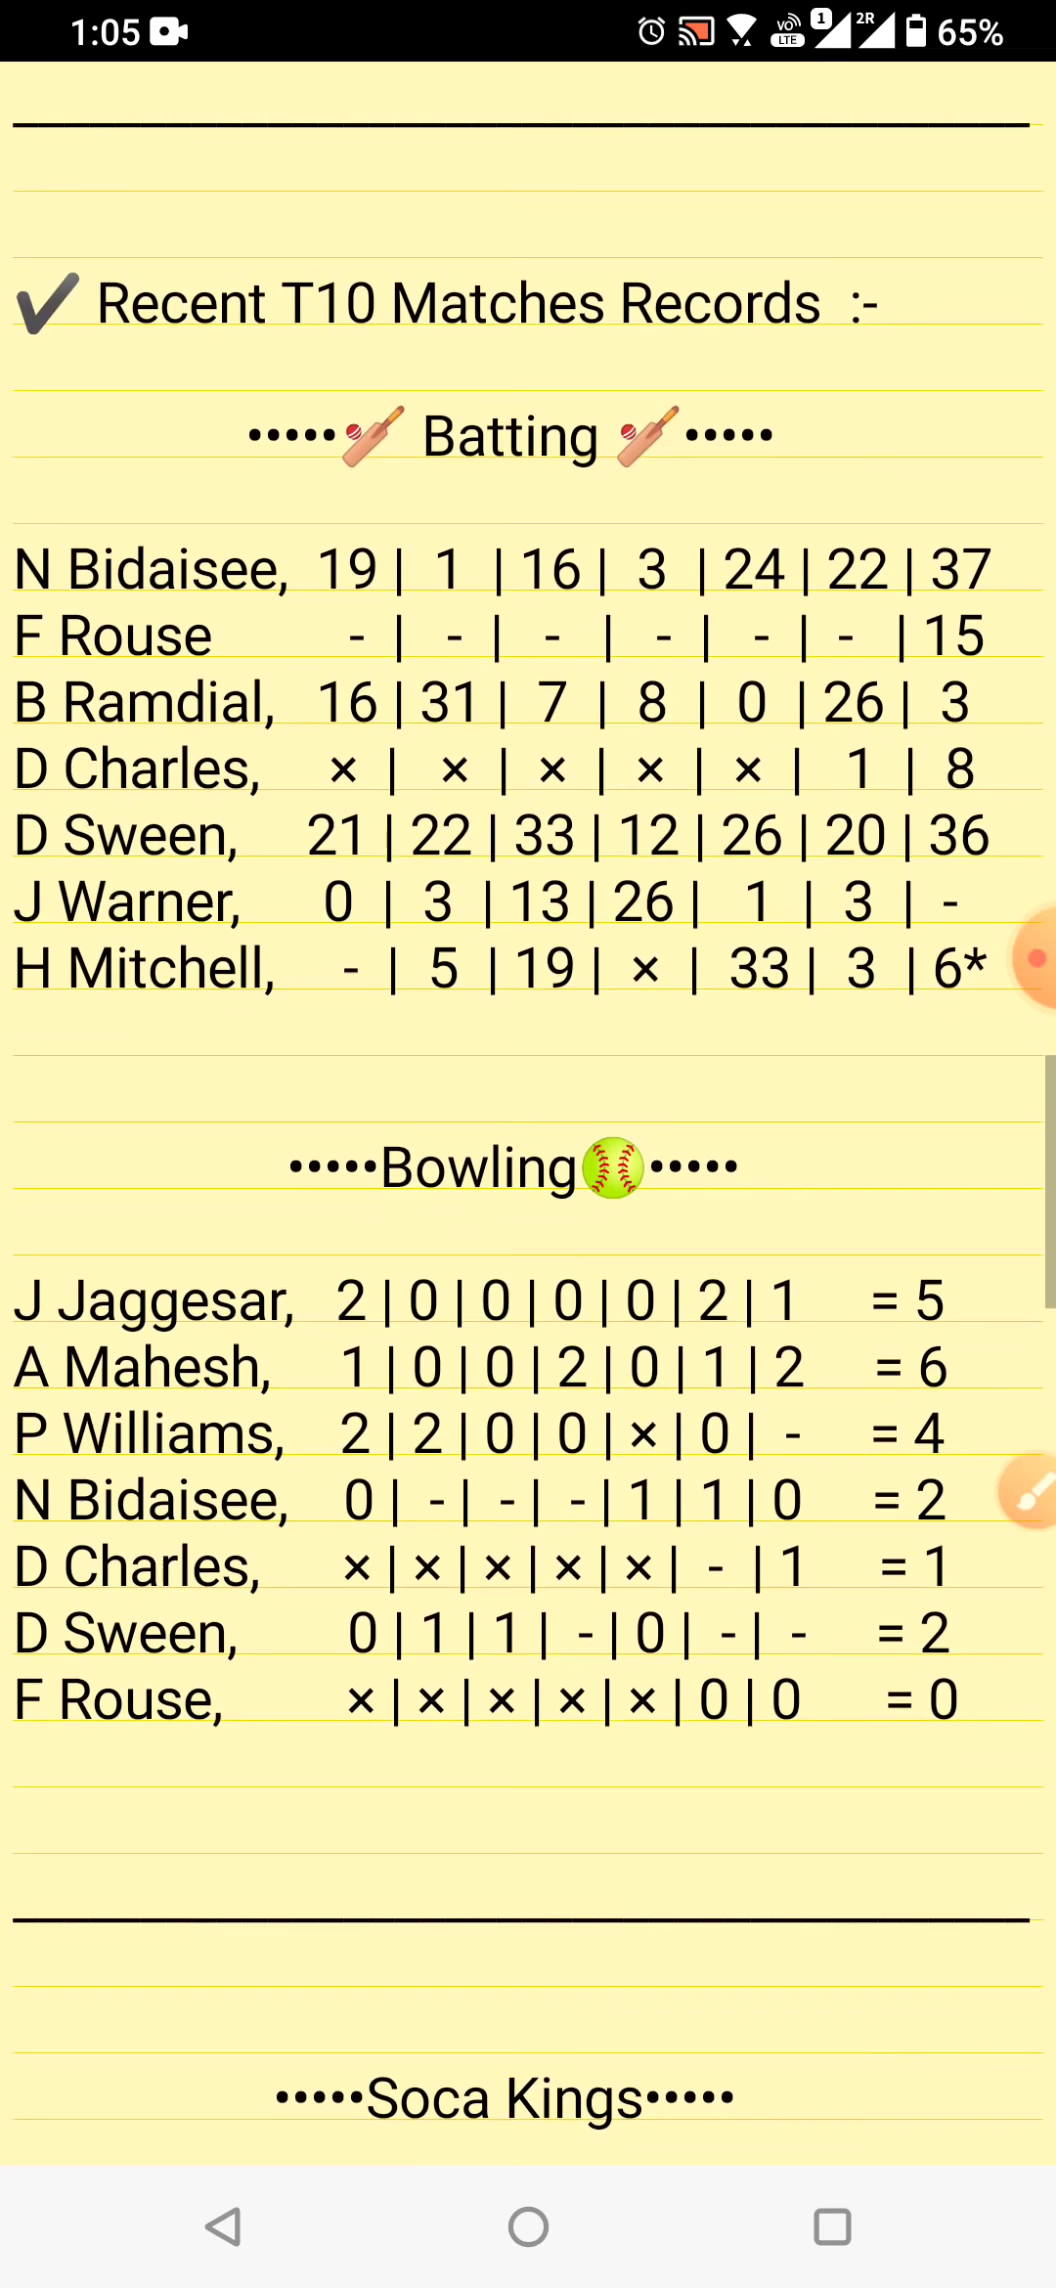 1:05 VO LTE 1 2R 65%
✔ Recent T10 Matches Records :-
•••••🏏 Batting 🏏•••••
N Bidaisee, 19 | 1 | 16 | 3 | 24 | 22 | 37
F Rouse - | - | - | - | - | - | 15
B Ramdial, 16 | 31 | 7 | 8 | 0 | 26 | 3
D Charles, × | × | × | × | × | 1 | 8
D Sween, 21 | 22 | 33 | 12 | 26 | 20 | 36
J Warner, 0 | 3 | 13 | 26 | 1 | 3 | -
H Mitchell, - | 5 | 19 | × | 33 | 3 | 6*
•••••Bowling🥎•••••
J Jaggesar, 2 | 0 | 0 | 0 | 0 | 2 | 1 = 5
A Mahesh, 1 | 0 | 0 | 2 | 0 | 1 | 2 = 6
P Williams, 2 | 2 | 0 | 0 | × | 0 | - = 4
N Bidaisee, 0 | - | - | - | 1 | 1 | 0 = 2
D Charles, × | × | × | × | × | - | 1 = 1
D Sween, 0 | 1 | 1 | - | 0 | - | - = 2
F Rouse, × | × | × | × | × | 0 | 0 = 0
•••••Soca Kings•••••